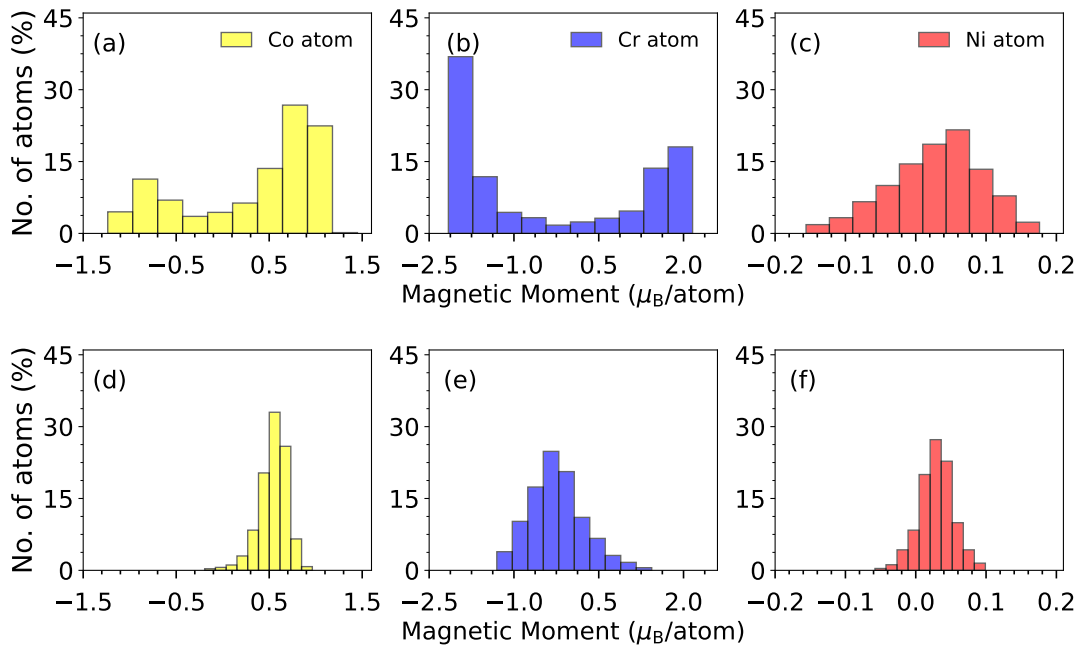 No. of atoms (%)
45
30
15
0
(a)
Co atom
−1.5 −0.5 0.5 1.5
(b)
Cr atom
45
30
15
0
−2.5 −1.0 0.5 2.0
Magnetic Moment (μB/atom)
(c)
Ni atom
45
30
15
0
−0.2 −0.1 0.0 0.1 0.2
No. of atoms (%)
45
30
15
0
(d)
−1.5 −0.5 0.5 1.5
(e)
45
30
15
0
−2.5 −1.0 0.5 2.0
Magnetic Moment (μB/atom)
(f)
45
30
15
0
−0.2 −0.1 0.0 0.1 0.2